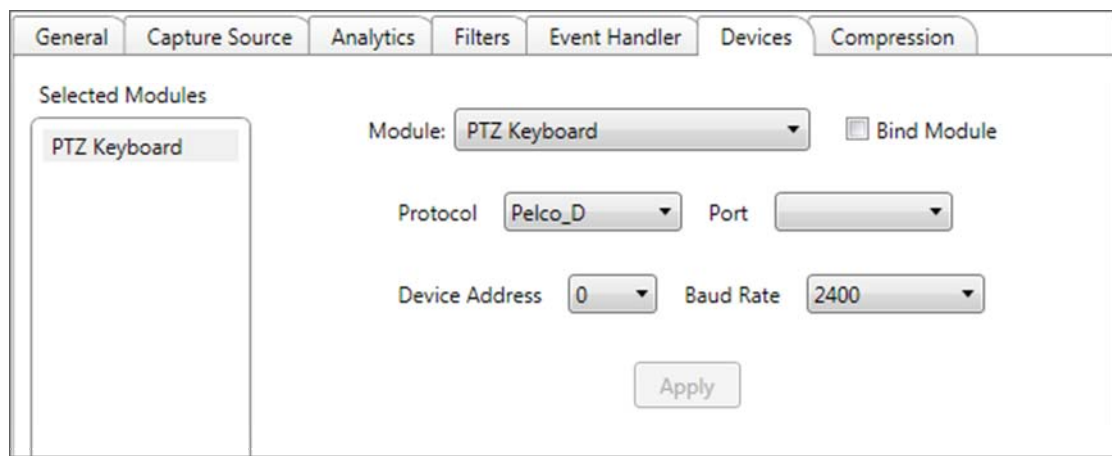 General Capture Source Analytics Filters Event Handler Devices Compression
Selected Modules
PTZ Keyboard
Module: PTZ Keyboard Bind Module
Protocol Pelco_D Port
Device Address 0 Baud Rate 2400
Apply